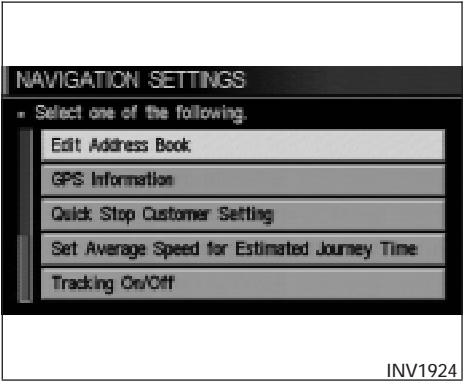 NAVIGATION SETTINGS
Select one of the following.
Edit Address Book
GPS Information
Quick Stop Customer Setting
Set Average Speed for Estimated Journey Time
Tracking On/Off
INV1924